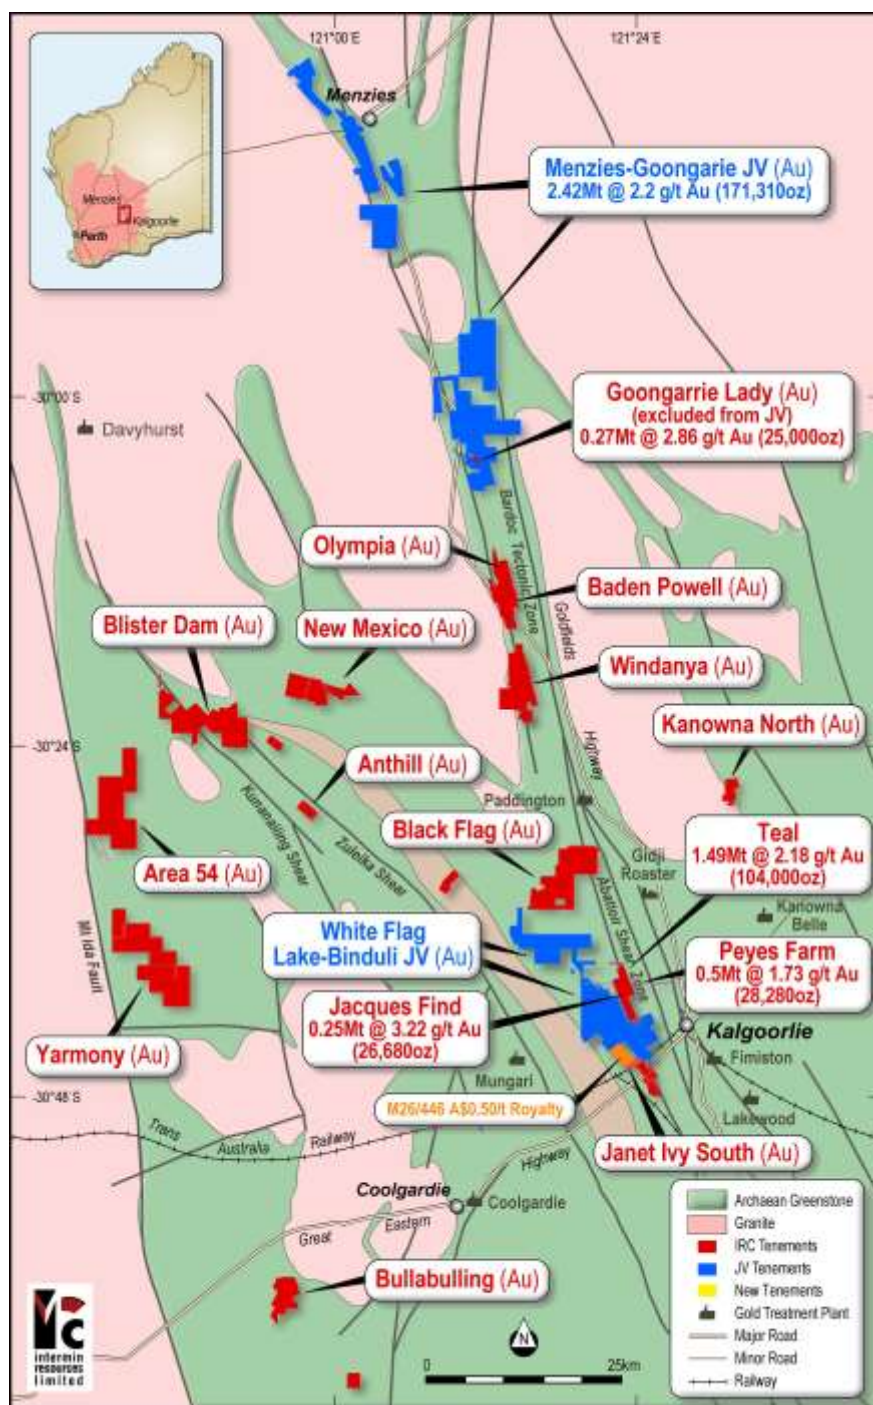 121°00'E
121°24'E
Menzies
Menzies
Kalgoorlie
Perth
Menzies-Goongarie JV (Au)
2.42Mt @ 2.2 g/t Au (171,310oz)
-30°00'S
Davyhurst
Goongarrie Lady (Au)
(excluded from JV)
0.27Mt @ 2.86 g/t Au (25,000oz)
Bardoc Tectonic Zone
Olympia (Au)
Baden Powell (Au)
Goldfields
Highway
Blister Dam (Au)
New Mexico (Au)
Windanya (Au)
Kanowna North (Au)
-30°24'S
Anthill (Au)
Paddington
Kunanalling Shear
Zuleika Shear
Black Flag (Au)
Teal
1.49Mt @ 2.18 g/t Au
(104,000oz)
Gidji
Roaster
Area 54 (Au)
Abattoir Shear Zone
Kanowna
Belle
Mt Ida Fault
White Flag
Lake-Binduli JV (Au)
Peyes Farm
0.5Mt @ 1.73 g/t Au
(28,280oz)
Jacques Find
0.25Mt @ 3.22 g/t Au
(26,680oz)
Kalgoorlie
Yarmony (Au)
Mungari
Fimiston
-30°48'S
M26/446 A$0.50/t Royalty
Lakewood
Trans
Australia
Railway
Highway
Janet Ivy South (Au)
Coolgardie
Coolgardie
Great
Eastern
Bullabulling (Au)
Archaean Greenstone
Granite
IRC Tenements
JV Tenements
New Tenements
Gold Treatment Plant
Major Road
Minor Road
Railway
N
0
25km
intermin
resources
limited